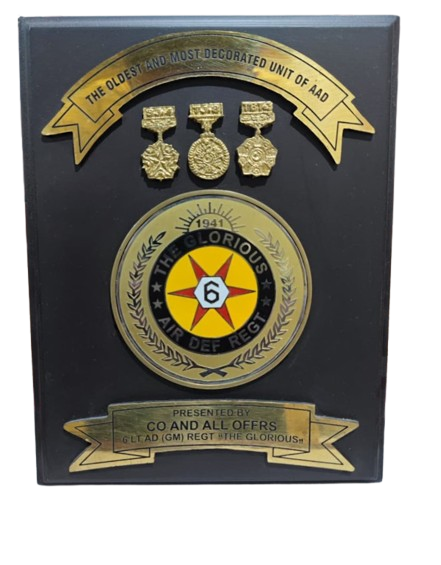 THE OLDEST AND MOST DECORATED UNIT OF AAD
1941
THE GLORIOUS
6
AIR DEF REGT
PRESENTED BY
CO AND ALL OFFRS
6 LT AD (GM) REGT "THE GLORIOUS"